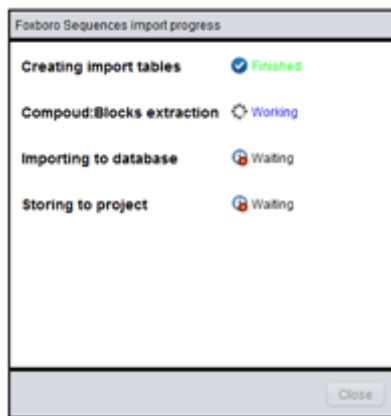 Foxboro Sequences import progress
Creating import tables Finished
Compoud:Blocks extraction Working
Importing to database Waiting
Storing to project Waiting
Close